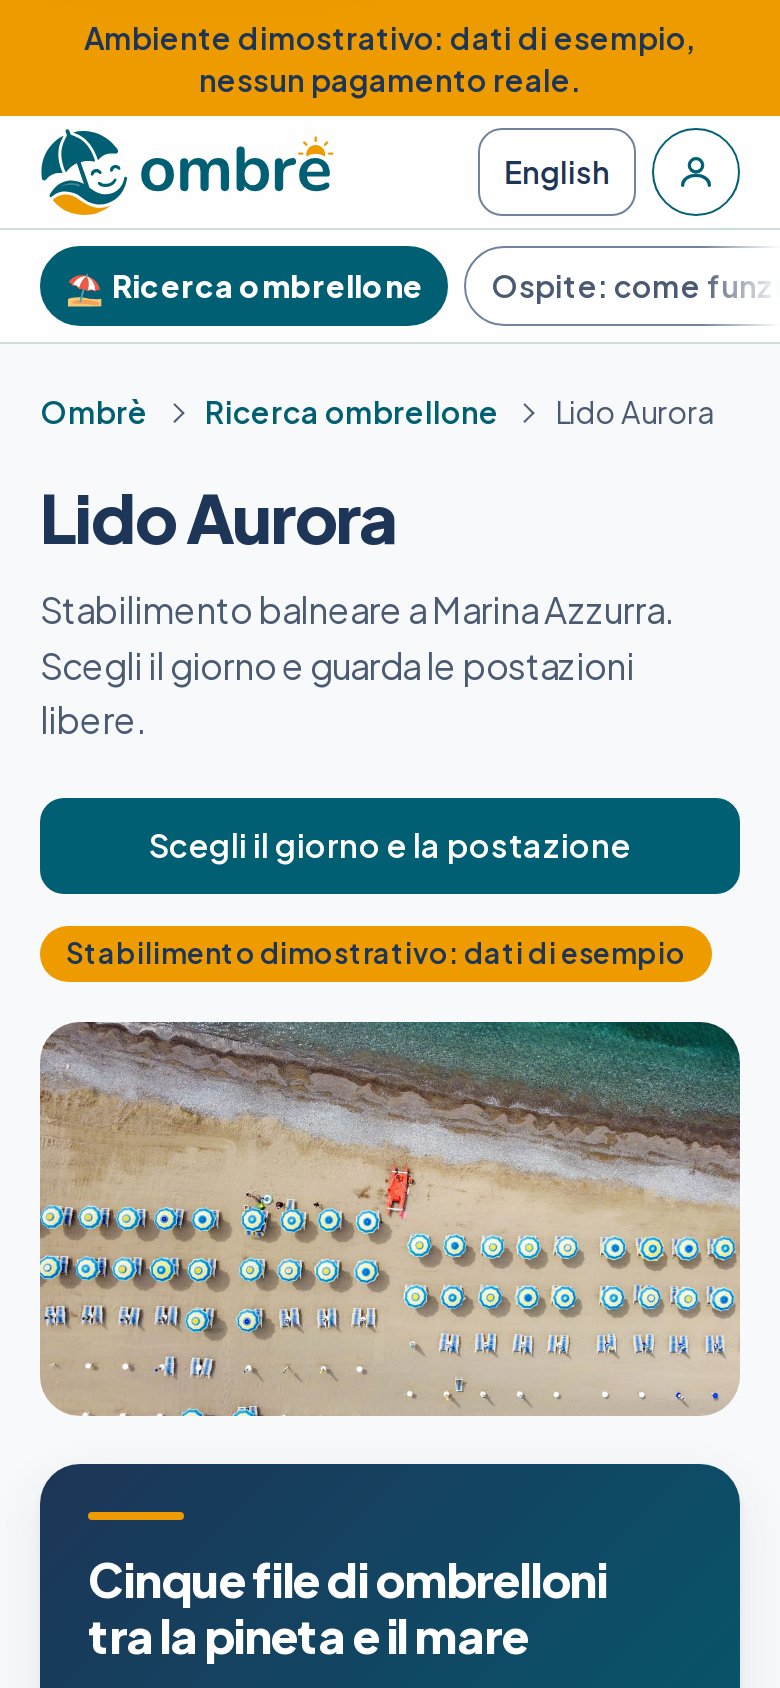 Ambiente dimostrativo: dati di esempio,
nessun pagamento reale.
ombrè
English
Ricerca ombrellone
Ospite: come funz
Ombrè
Ricerca ombrellone
Lido Aurora
Lido Aurora
Stabilimento balneare a Marina Azzurra.
Scegli il giorno e guarda le postazioni
libere.
Scegli il giorno e la postazione
Stabilimento dimostrativo: dati di esempio
Cinque file di ombrelloni
tra la pineta e il mare